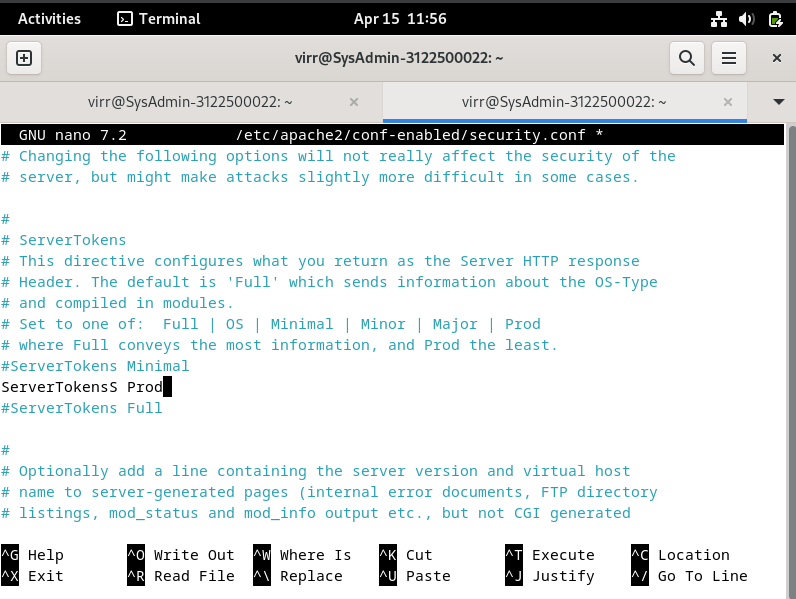 Activities Terminal Apr 15 11:56
virr@SysAdmin-3122500022: ~
virr@SysAdmin-3122500022: ~ × virr@SysAdmin-3122500022: ~ ×
GNU nano 7.2 /etc/apache2/conf-enabled/security.conf *
# Changing the following options will not really affect the security of the
# server, but might make attacks slightly more difficult in some cases.
#
# ServerTokens
# This directive configures what you return as the Server HTTP response
# Header. The default is 'Full' which sends information about the OS-Type
# and compiled in modules.
# Set to one of:  Full | OS | Minimal | Minor | Major | Prod
# where Full conveys the most information, and Prod the least.
#ServerTokens Minimal
ServerTokensS Prod
#ServerTokens Full
#
# Optionally add a line containing the server version and virtual host
# name to server-generated pages (internal error documents, FTP directory
# listings, mod_status and mod_info output etc., but not CGI generated
^G Help ^O Write Out ^W Where Is ^K Cut ^T Execute ^C Location
^X Exit ^R Read File ^\ Replace ^U Paste ^J Justify ^/ Go To Line